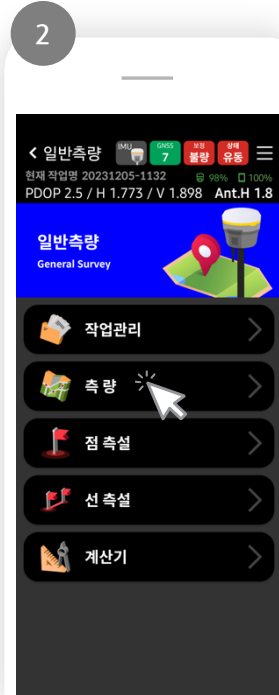 2
일반측량 IMU GNSS 7 보정 불량 상태 유동
현재 작업명 20231205-1132 98% 100%
PDOP 2.5 / H 1.773 / V 1.898 Ant.H 1.8
일반측량
General Survey
작업관리
측 량
점 측설
선 측설
계산기